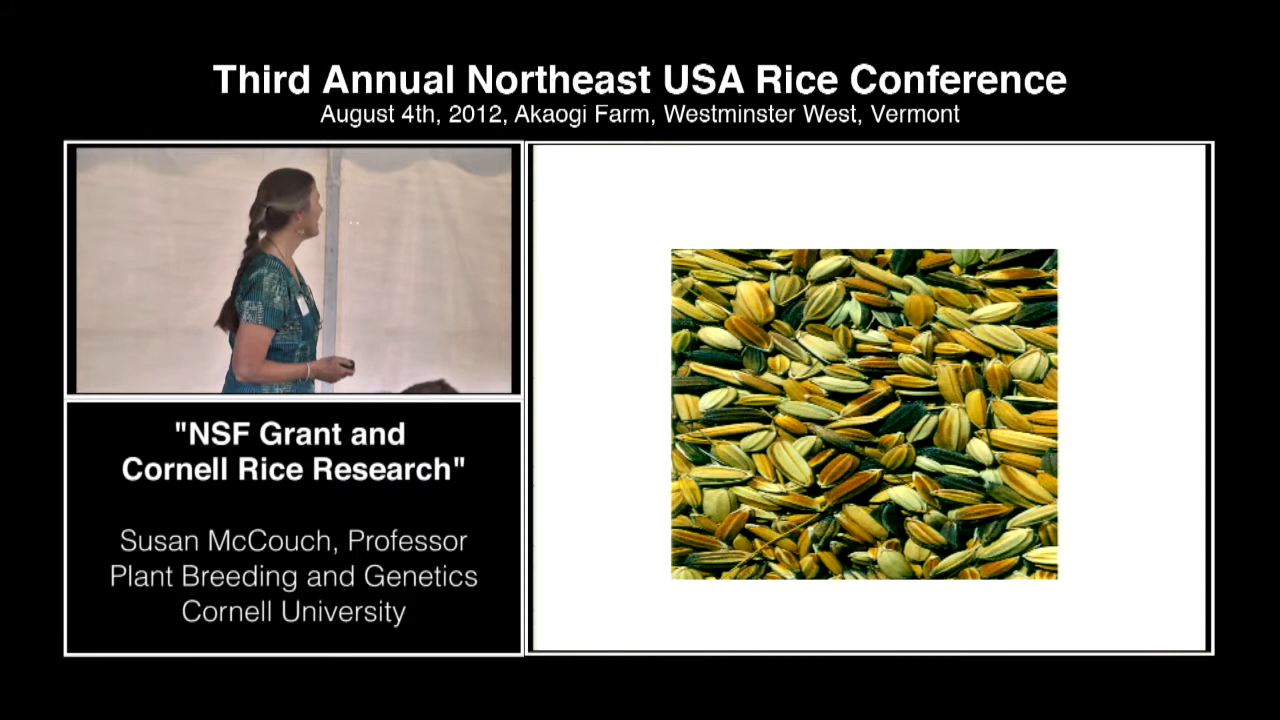 Third Annual Northeast USA Rice Conference
August 4th, 2012, Akaogi Farm, Westminster West, Vermont
"NSF Grant and
Cornell Rice Research"
Susan McCouch, Professor
Plant Breeding and Genetics
Cornell University